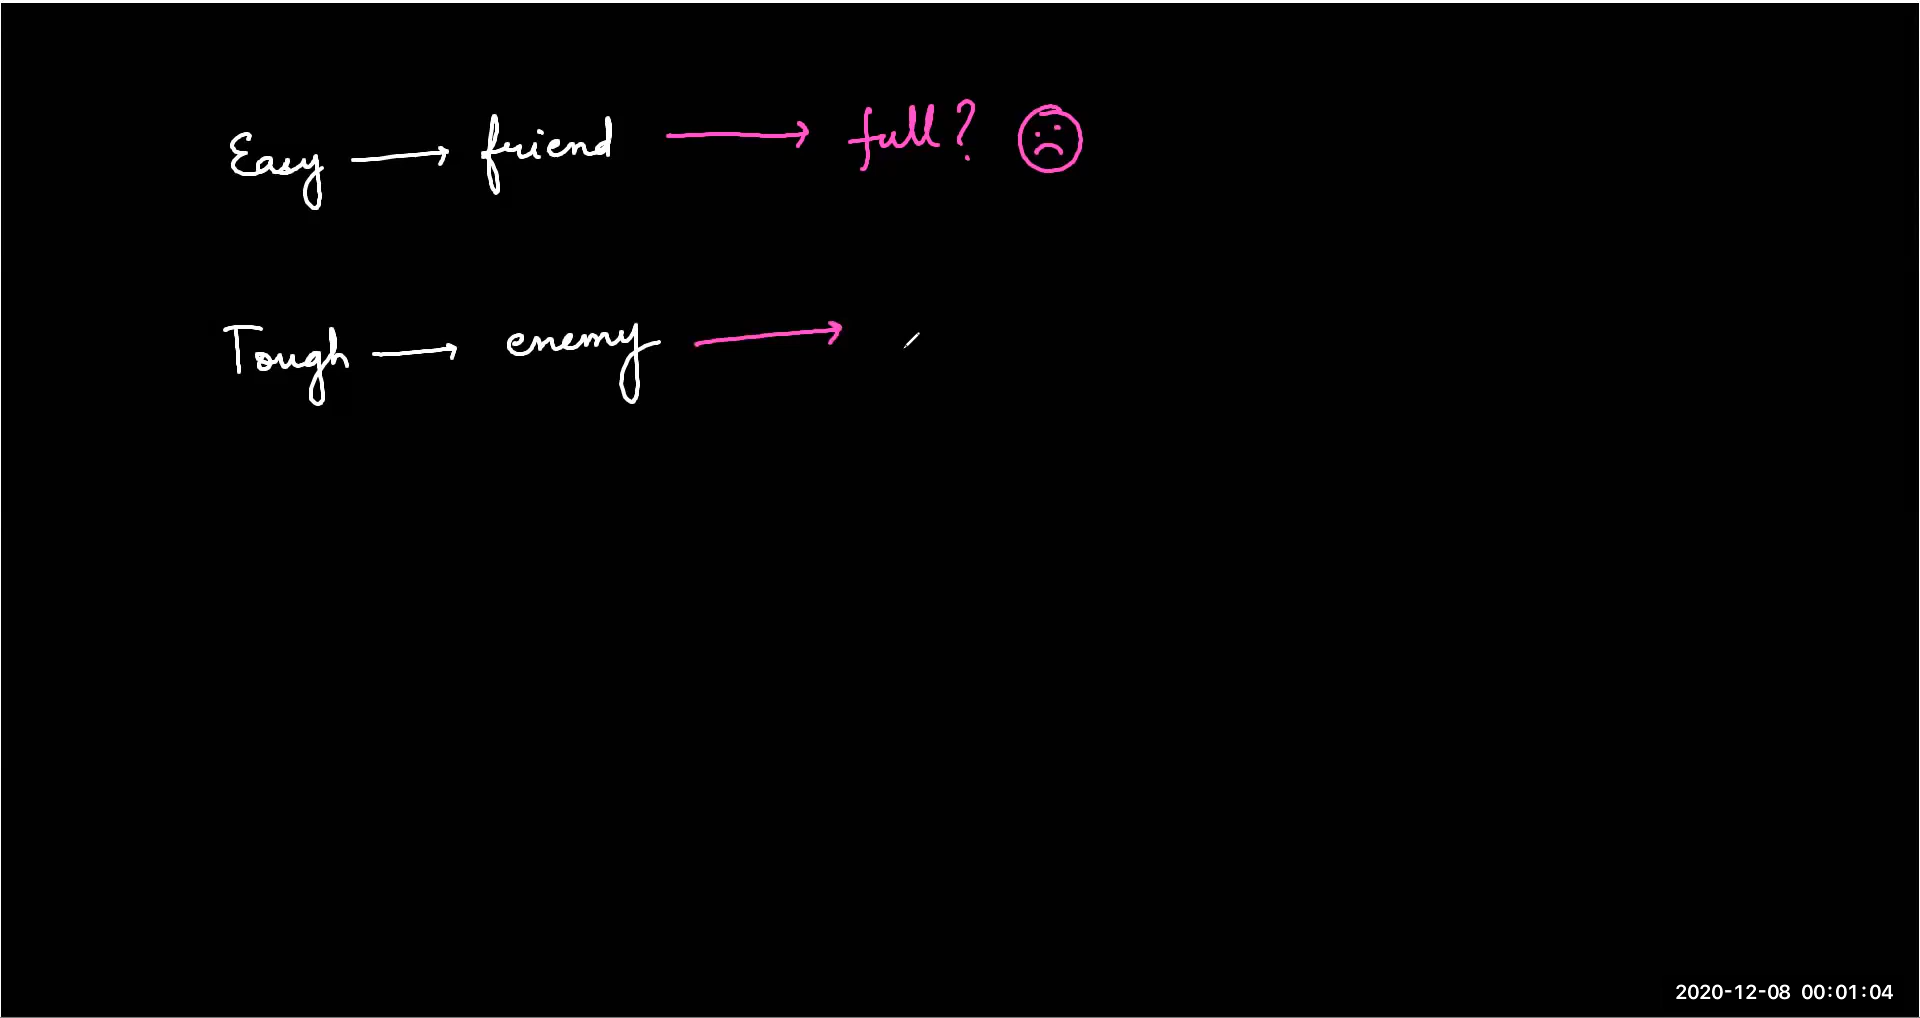 Easy → friend → full? ☹
Tough → enemy →
2020-12-08 00:01:04